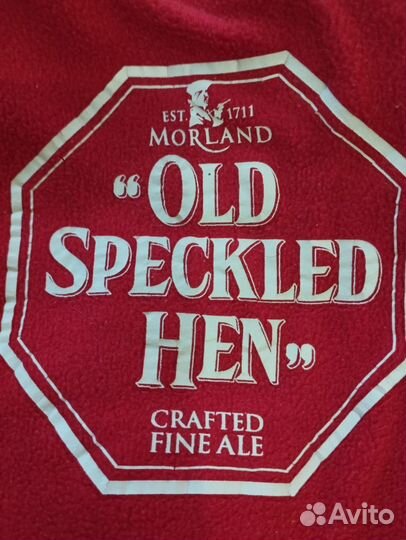 EST. 1711
MORLAND
“OLD
SPECKLED
HEN”
CRAFTED
FINE ALE
Avito